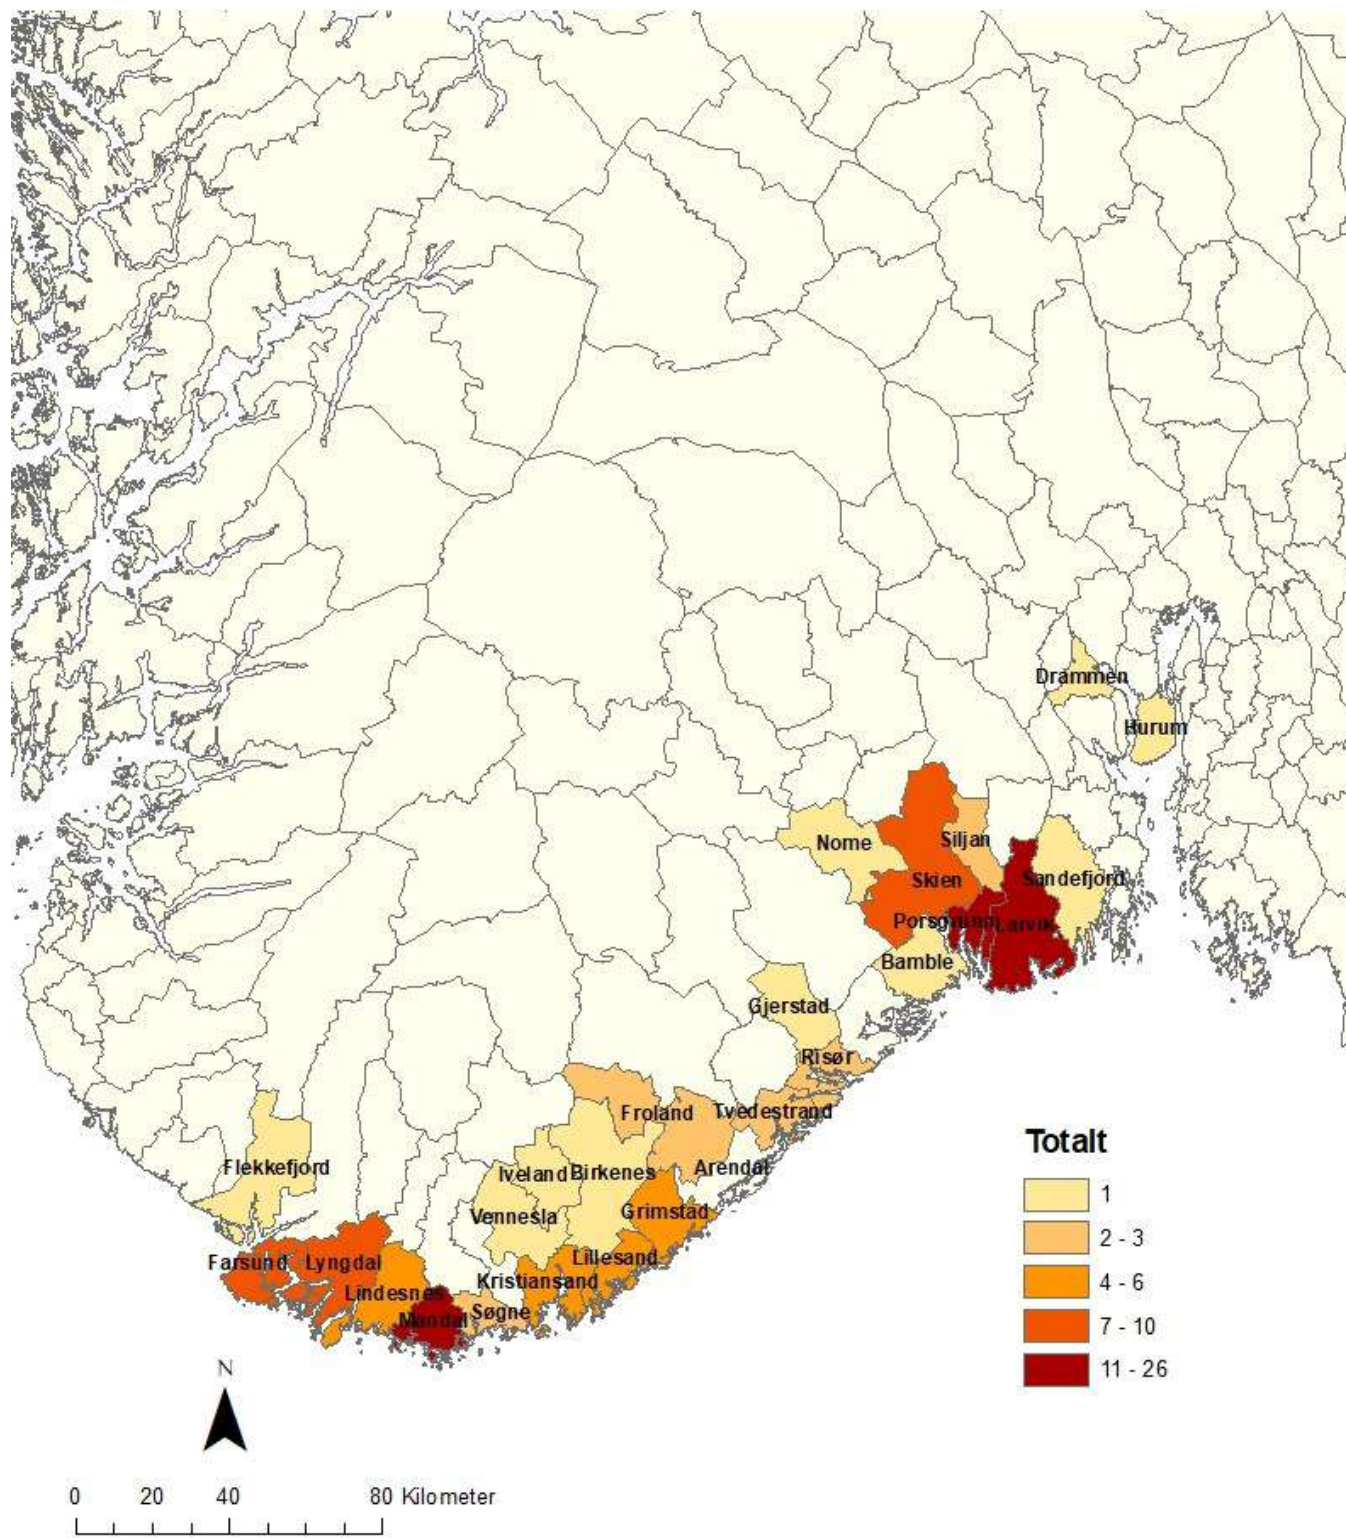 Drammen
Hurum
Nome
Siljan
Skien
Sandefjord
Porsgrunn
Larvik
Bamble
Gjerstad
Risør
Froland
Tvedestrand
Flekkefjord
Iveland
Birkenes
Arendal
Vennesla
Grimstad
Farsund
Lyngdal
Lillesand
Kristiansand
Lindesnes
Mandal
Søgne
Totalt
1
2 - 3
4 - 6
7 - 10
11 - 26
N
0 20 40 80 Kilometer